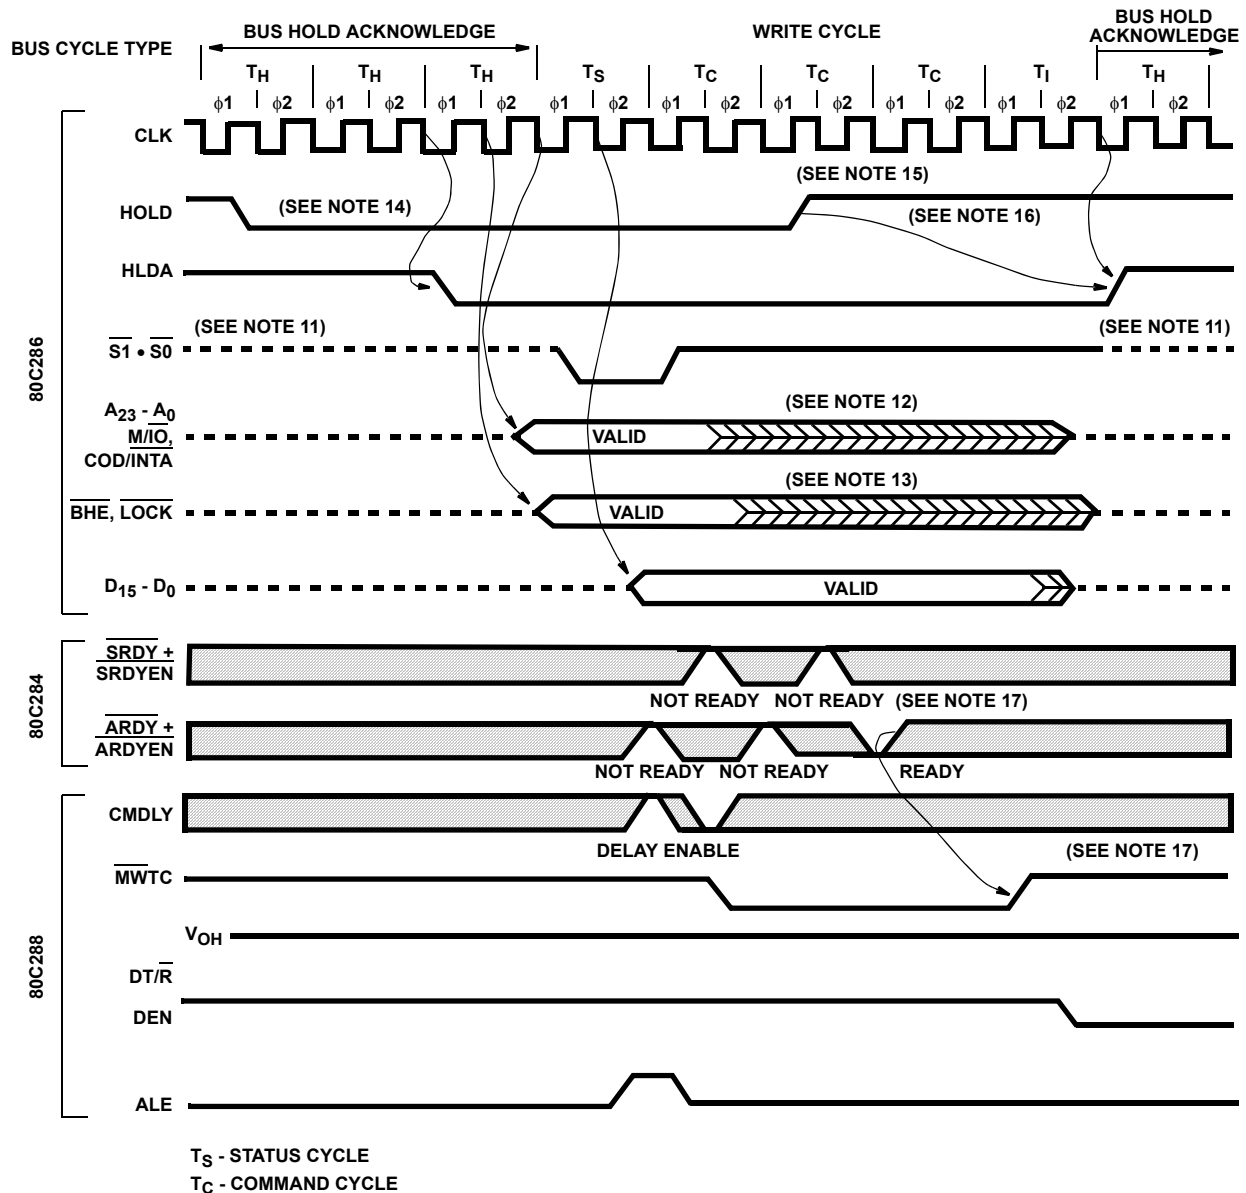 BUS CYCLE TYPE
BUS HOLD ACKNOWLEDGE
WRITE CYCLE
BUS HOLD
ACKNOWLEDGE
TH TH TH TS TC TC TC TI TH
ϕ1 ϕ2 ϕ1 ϕ2 ϕ1 ϕ2 ϕ1 ϕ2 ϕ1 ϕ2 ϕ1 ϕ2 ϕ1 ϕ2 ϕ1 ϕ2 ϕ1 ϕ2
80C286
CLK
(SEE NOTE 15)
HOLD
(SEE NOTE 14)
(SEE NOTE 16)
HLDA
(SEE NOTE 11)
(SEE NOTE 11)
S1 • S0
A23 - A0
M/IO,
COD/INTA
(SEE NOTE 12)
VALID
(SEE NOTE 13)
BHE, LOCK
VALID
D15 - D0
VALID
80C284
SRDY +
SRDYEN
NOT READY NOT READY (SEE NOTE 17)
ARDY +
ARDYEN
NOT READY NOT READY READY
80C288
CMDLY
DELAY ENABLE
(SEE NOTE 17)
MWTC
VOH
DT/R
DEN
ALE
TS - STATUS CYCLE
TC - COMMAND CYCLE